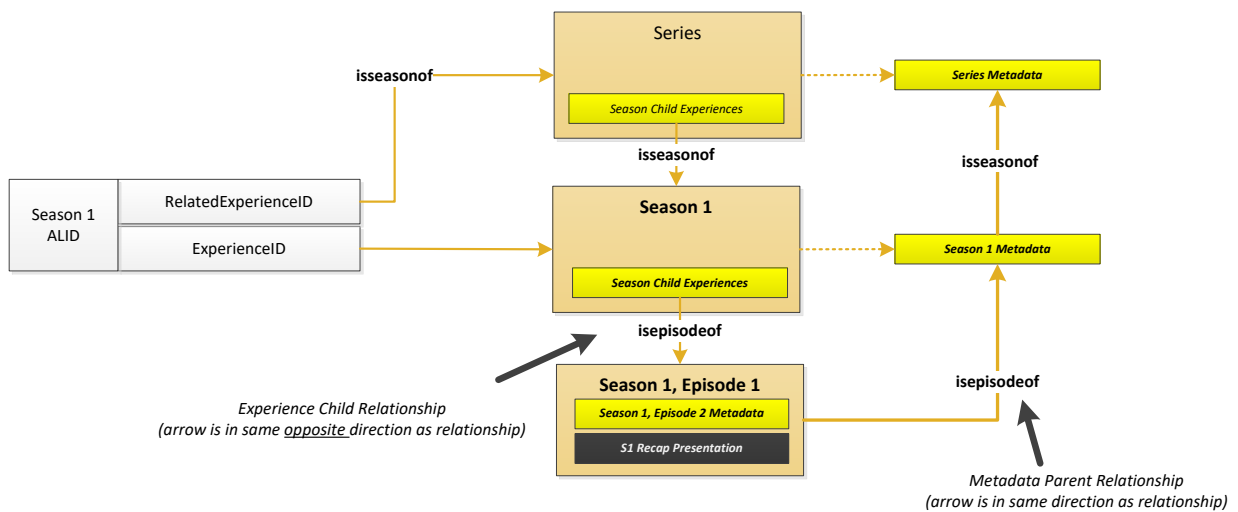 Series
isseasonof
Series Metadata
Season Child Experiences
isseasonof
isseasonof
Season 1
ALID
RelatedExperienceID
ExperienceID
Season 1
Season 1 Metadata
Season Child Experiences
isepisodeof
Season 1, Episode 1
isepisodeof
Season 1, Episode 2 Metadata
S1 Recap Presentation
Experience Child Relationship
(arrow is in same opposite direction as relationship)
Metadada Parent Relationship
(arrow is in same direction as relationship)